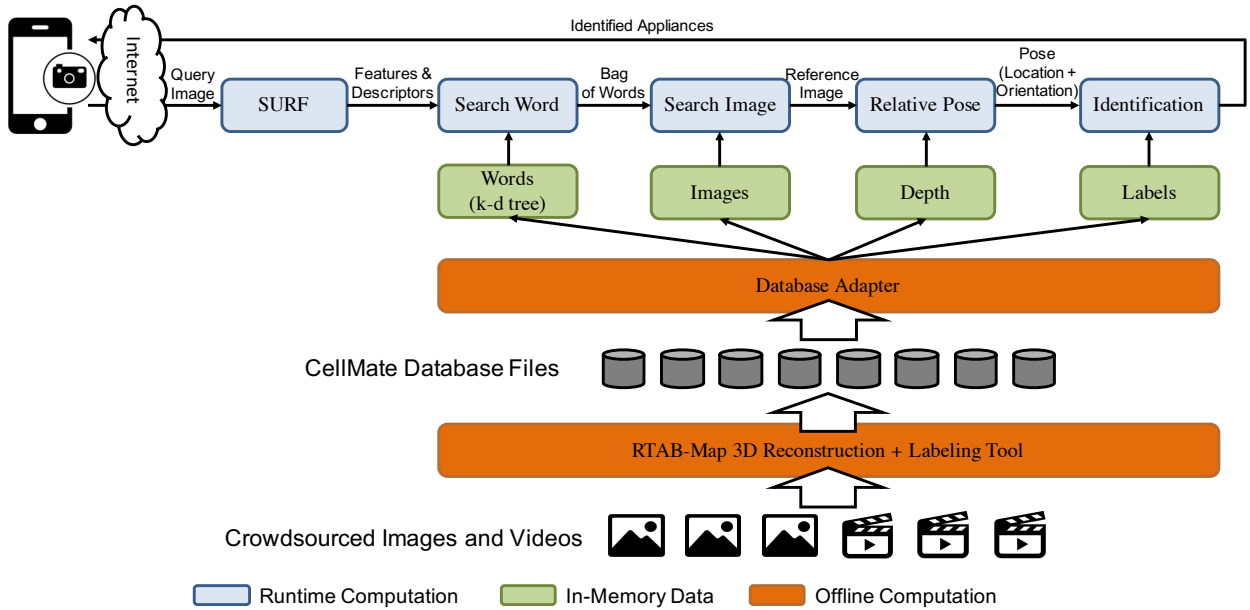 Identified Appliances
Internet
Query
Image
SURF
Features &
Descriptors
Search Word
Bag
of Words
Search Image
Reference
Image
Relative Pose
Pose
(Location +
Orientation)
Identification
Words
(k-d tree)
Images
Depth
Labels
Database Adapter
CellMate Database Files
RTAB-Map 3D Reconstruction + Labeling Tool
Crowdsourced Images and Videos
Runtime Computation
In-Memory Data
Offline Computation